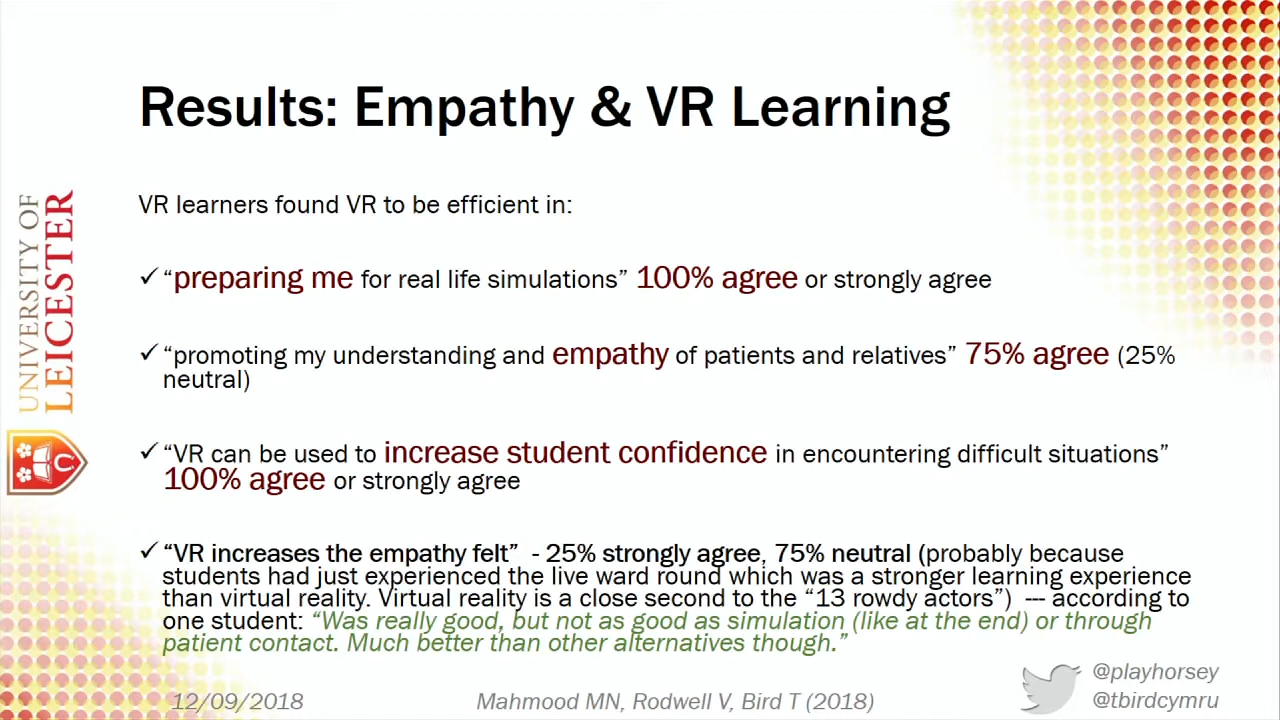 Results: Empathy & VR Learning
VR learners found VR to be efficient in:
✓ “preparing me for real life simulations” 100% agree or strongly agree
✓ “promoting my understanding and empathy of patients and relatives” 75% agree (25%
neutral)
✓ “VR can be used to increase student confidence in encountering difficult situations”
100% agree or strongly agree
✓ “VR increases the empathy felt”  - 25% strongly agree, 75% neutral (probably because
students had just experienced the live ward round which was a stronger learning experience
than virtual reality. Virtual reality is a close second to the “13 rowdy actors”)  --- according to
one student: “Was really good, but not as good as simulation (like at the end) or through
patient contact. Much better than other alternatives though.”
UNIVERSITY OF
LEICESTER
12/09/2018
Mahmood MN, Rodwell V, Bird T (2018)
@playhorsey
@tbirdcymru